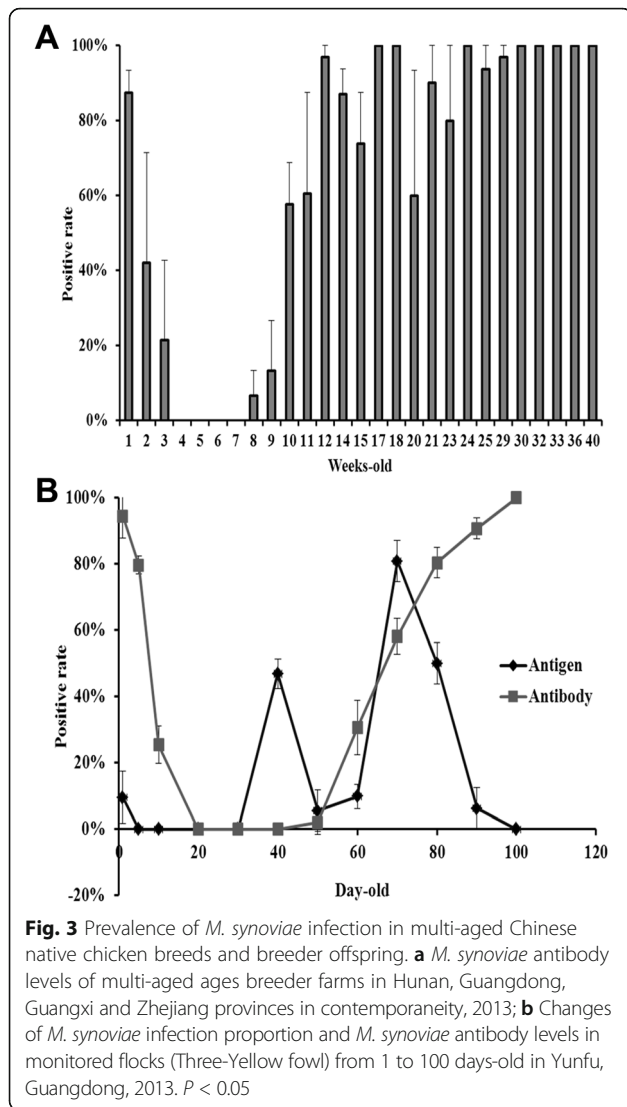 A
100%
80%
60%
40%
20%
0%
Positive rate
1 2 3 4 5 6 7 8 9 10 11 12 14 15 17 18 20 21 23 24 25 29 30 32 33 36 40
Weeks-old
B
100%
80%
60%
40%
20%
0%
-20%
Positive rate
Antigen
Antibody
0 20 40 60 80 100 120
Day-old
Fig. 3 Prevalence of M. synoviae infection in multi-aged Chinese
native chicken breeds and breeder offspring. a M. synoviae antibody
levels of multi-aged ages breeder farms in Hunan, Guangdong,
Guangxi and Zhejiang provinces in contemporaneity, 2013; b Changes
of M. synoviae infection proportion and M. synoviae antibody levels in
monitored flocks (Three-Yellow fowl) from 1 to 100 days-old in Yunfu,
Guangdong, 2013. P < 0.05